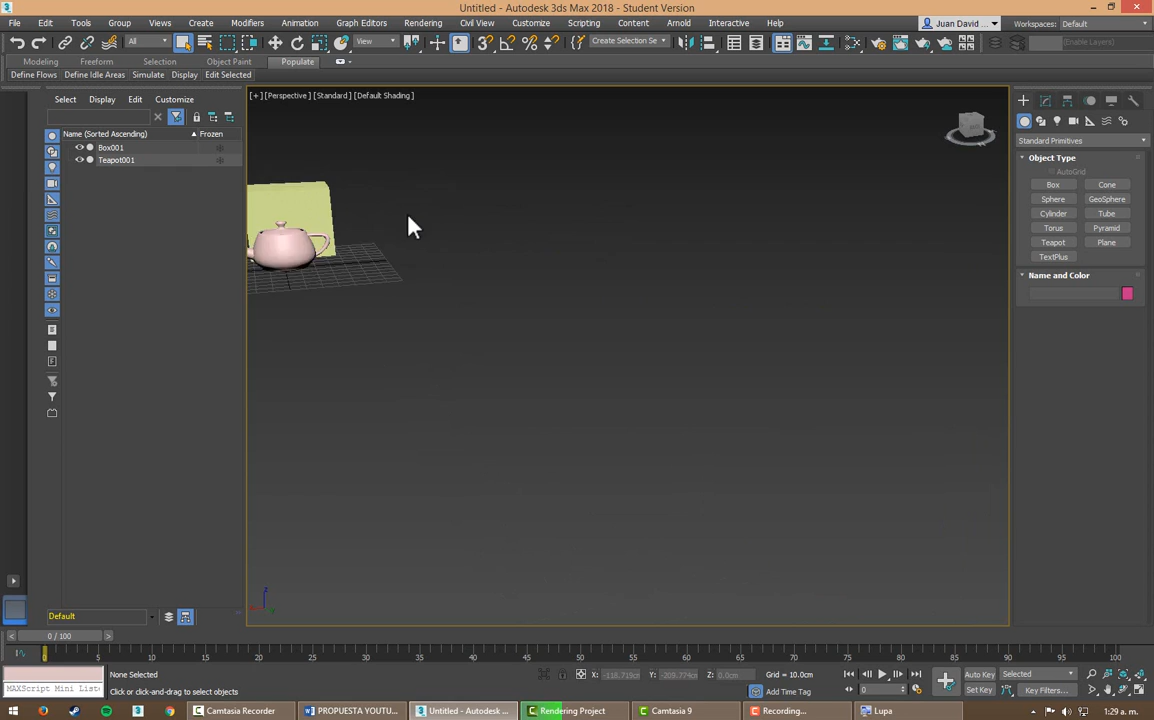 Untitled - Autodesk 3ds Max 2018 - Student Version
File Edit Tools Group Views Create Modifiers Animation Graph Editors Rendering Civil View Customize Scripting Content Arnold Interactive Help Juan David ... Workspaces: Default
All View Create Selection Se (Enable Layers)
Modeling Freeform Selection Object Paint Populate
Define Flows Define Idle Areas Simulate Display Edit Selected
Select Display Edit Customize
[+] [Perspective] [Standard] [Default Shading]
Name (Sorted Ascending) Frozen
Box001
Teapot001
Standard Primitives
Object Type
AutoGrid
Box Cone
Sphere GeoSphere
Cylinder Tube
Torus Pyramid
Teapot Plane
TextPlus
Name and Color
z
Default
0 / 100
0 5 10 15 20 25 30 35 40 45 50 55 60 65 70 75 80 85 90 95 100
None Selected X: -118.719cm Y: -209.774cm Z: 0.0cm Grid = 10.0cm Auto Key Selected
MAXScript Mini List Click or click-and-drag to select objects Add Time Tag 0 Set Key Key Filters...
Camtasia Recorder PROPUESTA YOUTU... Untitled - Autodesk ... Rendering Project Camtasia 9 Recording... Lupa 1:29 a. m.